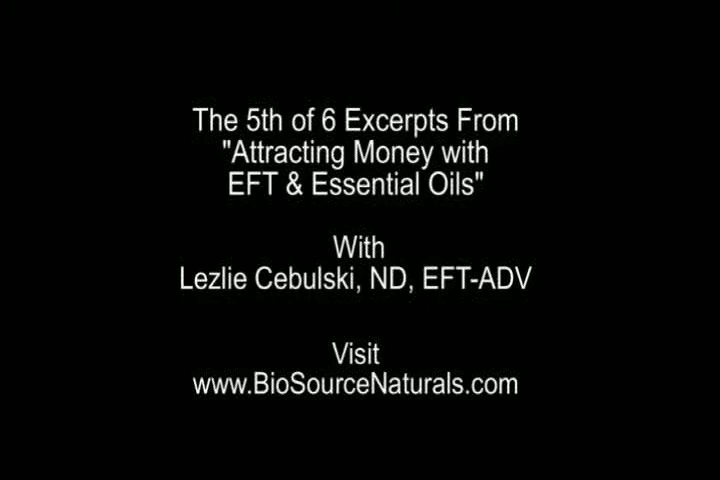 The 5th of 6 Excerpts From
"Attracting Money with
EFT & Essential Oils"
With
Lezlie Cebulski, ND, EFT-ADV
Visit
www.BioSourceNaturals.com